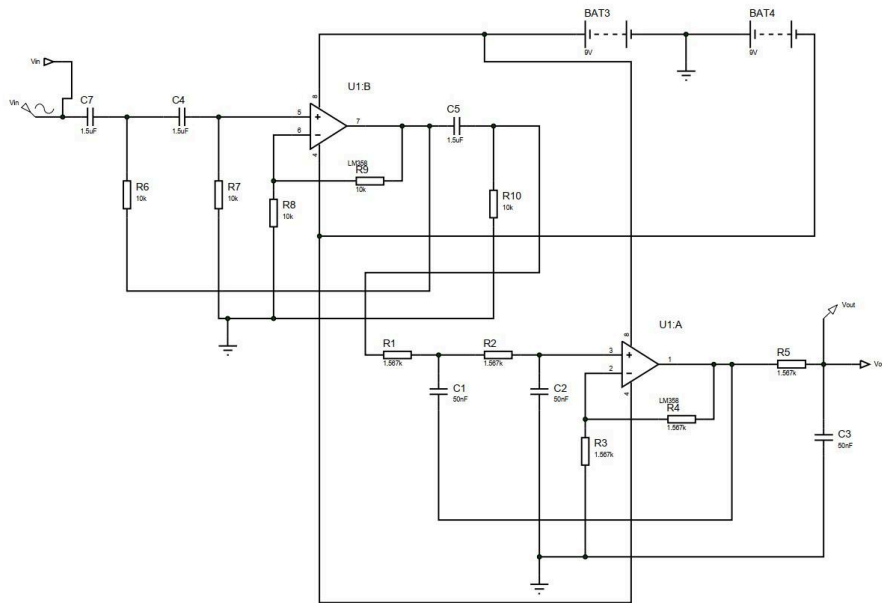 BAT3
BAT4
9V
9V
Vin
Vin
C7
1.5uF
C4
1.5uF
U1:B
8
5
6
4
7
LM358
C5
1.5uF
R6
10k
R7
10k
R8
10k
R9
10k
R10
10k
R1
1.567k
R2
1.567k
C1
50nF
C2
50nF
U1:A
8
3
2
4
1
LM358
R3
1.567k
R4
1.567k
R5
1.567k
C3
50nF
Vout
Vo